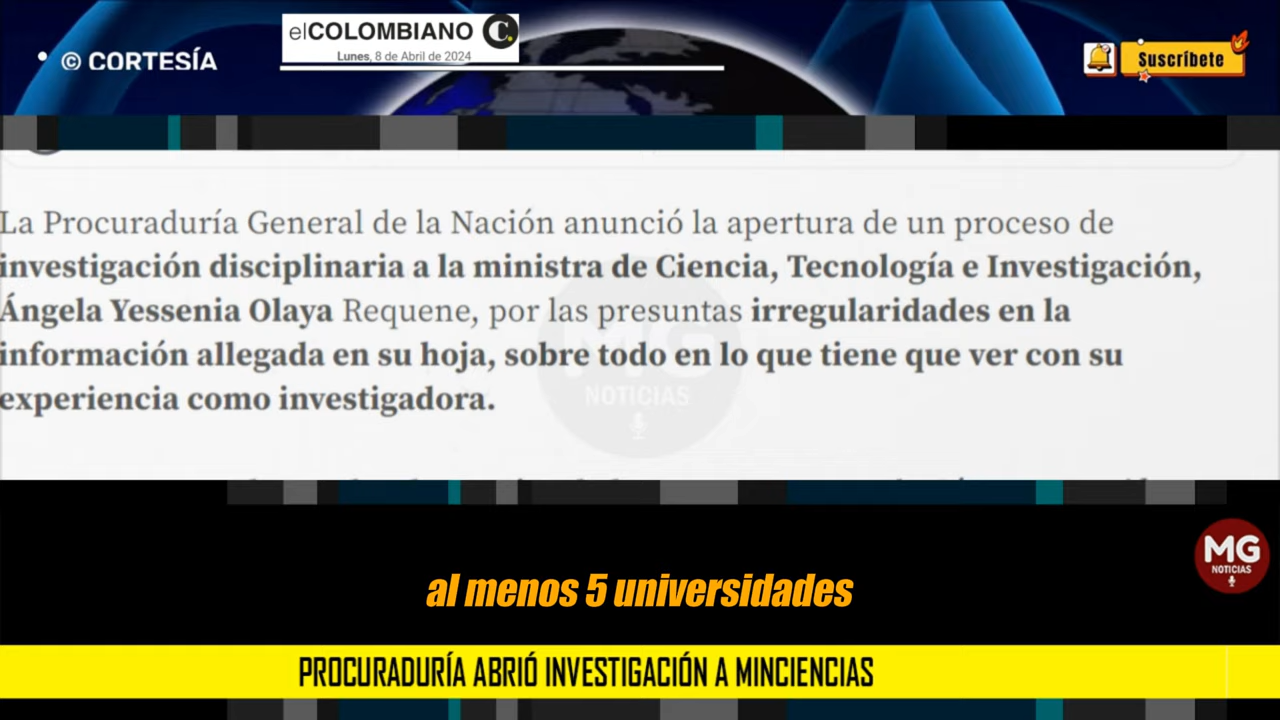 © CORTESÍA
elCOLOMBIANO C.
Lunes, 8 de Abril de 2024
Suscríbete
La Procuraduría General de la Nación anunció la apertura de un proceso de
investigación disciplinaria a la ministra de Ciencia, Tecnología e Investigación,
Ángela Yessenia Olaya Requene, por las presuntas irregularidades en la
información allegada en su hoja, sobre todo en lo que tiene que ver con su
experiencia como investigadora.
MG
NOTICIAS
MG
NOTICIAS
al menos 5 universidades
PROCURADURÍA ABRIÓ INVESTIGACIÓN A MINCIENCIAS